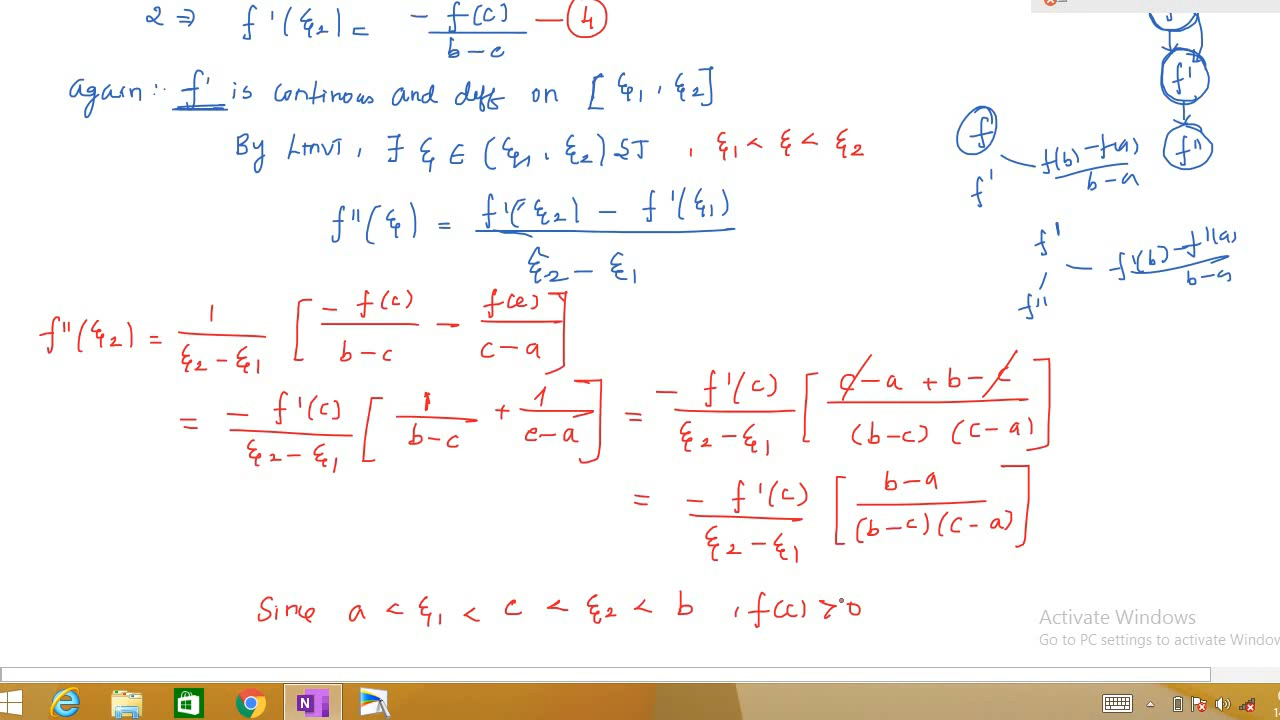 2 ⇒ f'(ξ₂) = - f(c) / b-c — ④
again ∵ f' is continous and diff on [ξ₁, ξ₂]
By LMVT, ∃ ξ ∈ (ξ₁, ξ₂) ST, ξ₁ < ξ < ξ₂
f''(ξ) = f'(ξ₂) - f'(ξ₁) / ξ₂ - ξ₁
f''(ξ₂) = 1 / ξ₂ - ξ₁ [ - f(c) / b-c - f(c) / c-a ]
= - f'(c) / ξ₂ - ξ₁ [ 1 / b-c + 1 / c-a ] = - f'(c) / ξ₂ - ξ₁ [ c - a + b - c / (b-c) (c-a) ]
= - f'(c) / ξ₂ - ξ₁ [ b-a / (b-c)(c-a) ]
Since a < ξ₁ < c < ξ₂ < b , f(c) > 0
f'
f''
f
f(b) - f(a) / b-a
f'
f'
f'(b) - f'(a) / b-a
f''
Activate Windows
Go to PC settings to activate Window